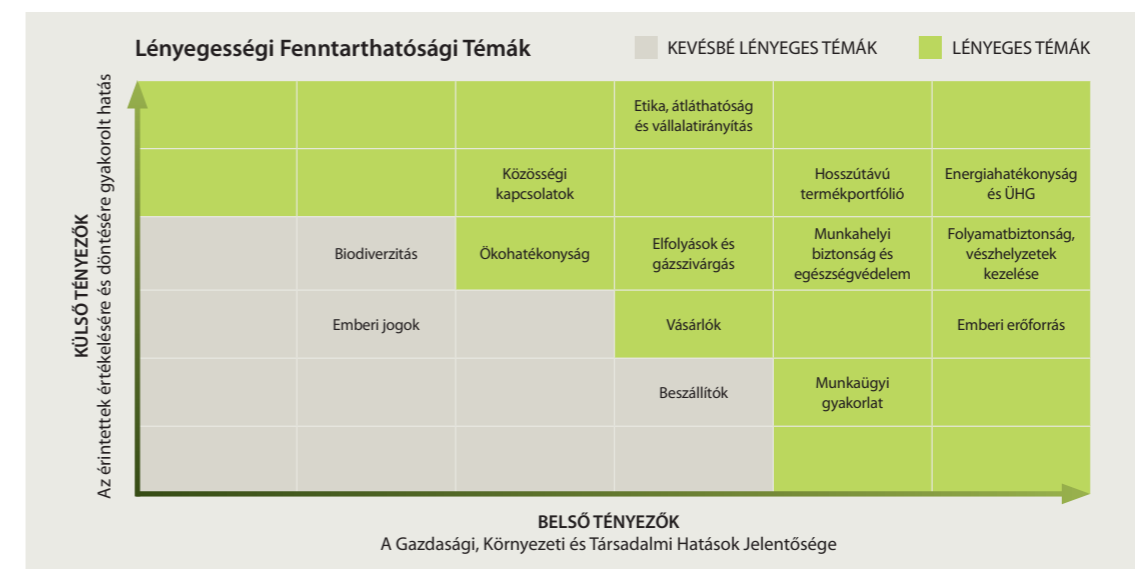 Lényegességi Fenntarthatósági Témák
KEVÉSBÉ LÉNYEGES TÉMÁK
LÉNYEGES TÉMÁK
KÜLSŐ TÉNYEZŐK
Az érintettek értékelésére és döntésére gyakorolt hatás
Etika, átláthatóság
és vállalatirányítás
Közösségi
kapcsolatok
Hosszútávú
termékportfólió
Energiahatékonyság
és ÜHG
Biodiverzitás
Ökohatékonyság
Elfolyások és
gázszivárgás
Munkahelyi
biztonság és
egészségvédelem
Folyamatbiztonság,
vészhelyzetek
kezelése
Emberi jogok
Vásárlók
Emberi erőforrás
Beszállítók
Munkaügyi
gyakorlat
BELSŐ TÉNYEZŐK
A Gazdasági, Környezeti és Társadalmi Hatások Jelentősége